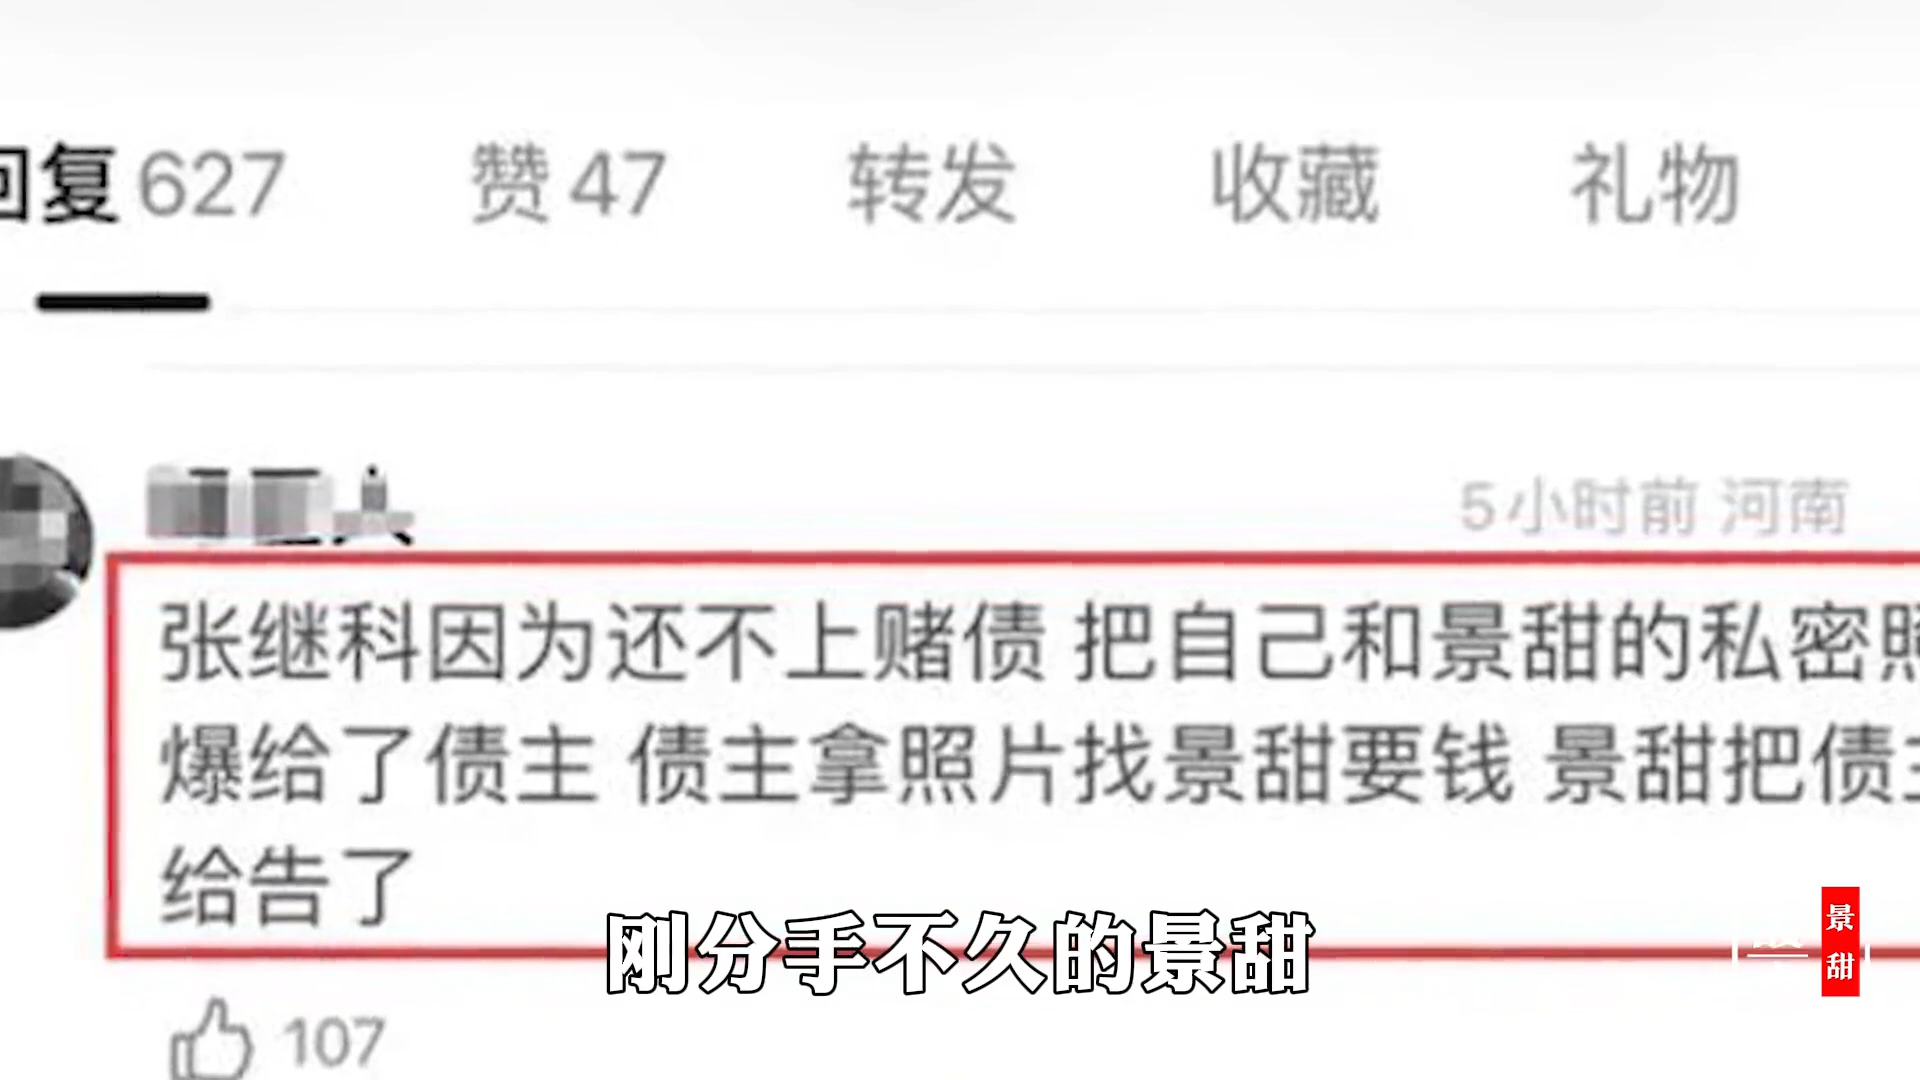 回复 627 赞 47 转发 收藏 礼物
5小时前 河南
张继科因为还不上赌债 把自己和景甜的私密照
爆给了债主 债主拿照片找景甜要钱 景甜把债主
给告了
刚分手不久的景甜
景甜
107